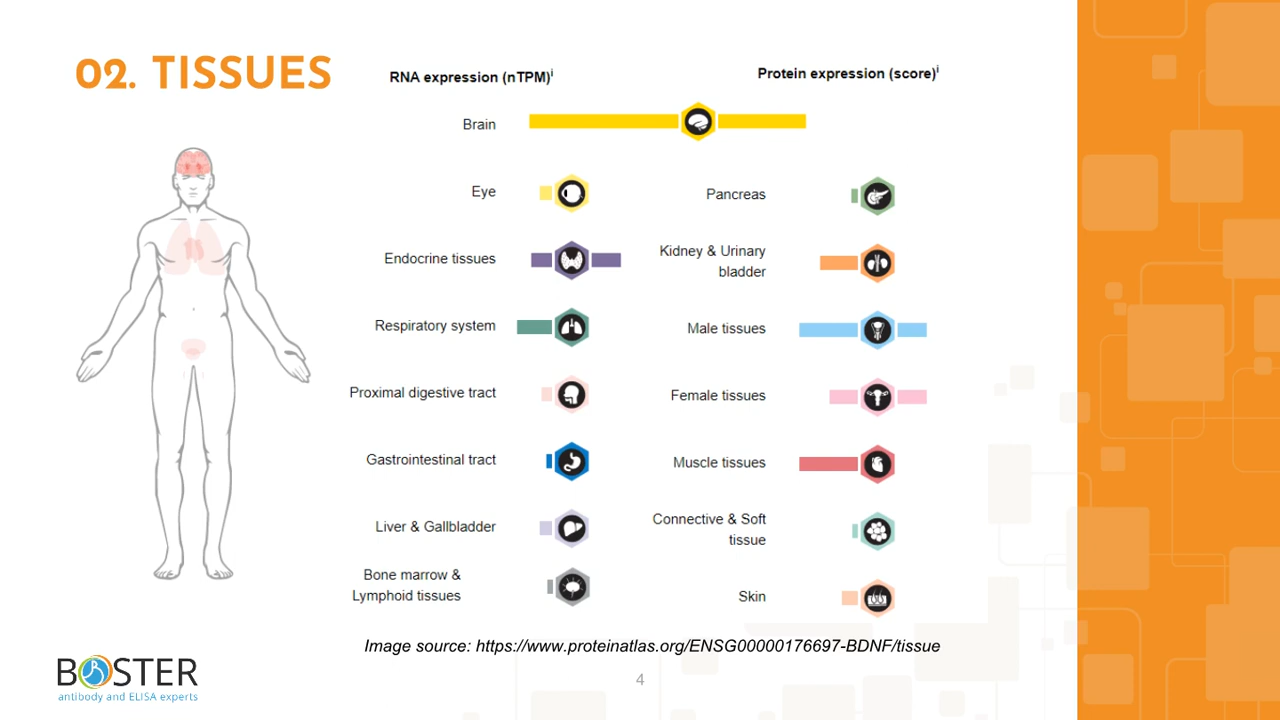 02. TISSUES
RNA expression (nTPM)i
Protein expression (score)i
Brain
Eye
Endocrine tissues
Respiratory system
Proximal digestive tract
Gastrointestinal tract
Liver & Gallbladder
Bone marrow &
Lymphoid tissues
Pancreas
Kidney & Urinary
bladder
Male tissues
Female tissues
Muscle tissues
Connective & Soft
tissue
Skin
Image source: https://www.proteinatlas.org/ENSG00000176697-BDNF/tissue
BOSTER
antibody and ELISA experts
4